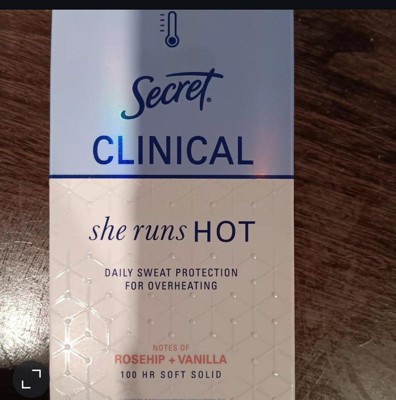 Secret.
CLINICAL
she runs HOT
DAILY SWEAT PROTECTION
FOR OVERHEATING
NOTES OF
ROSEHIP + VANILLA
100 HR SOFT SOLID